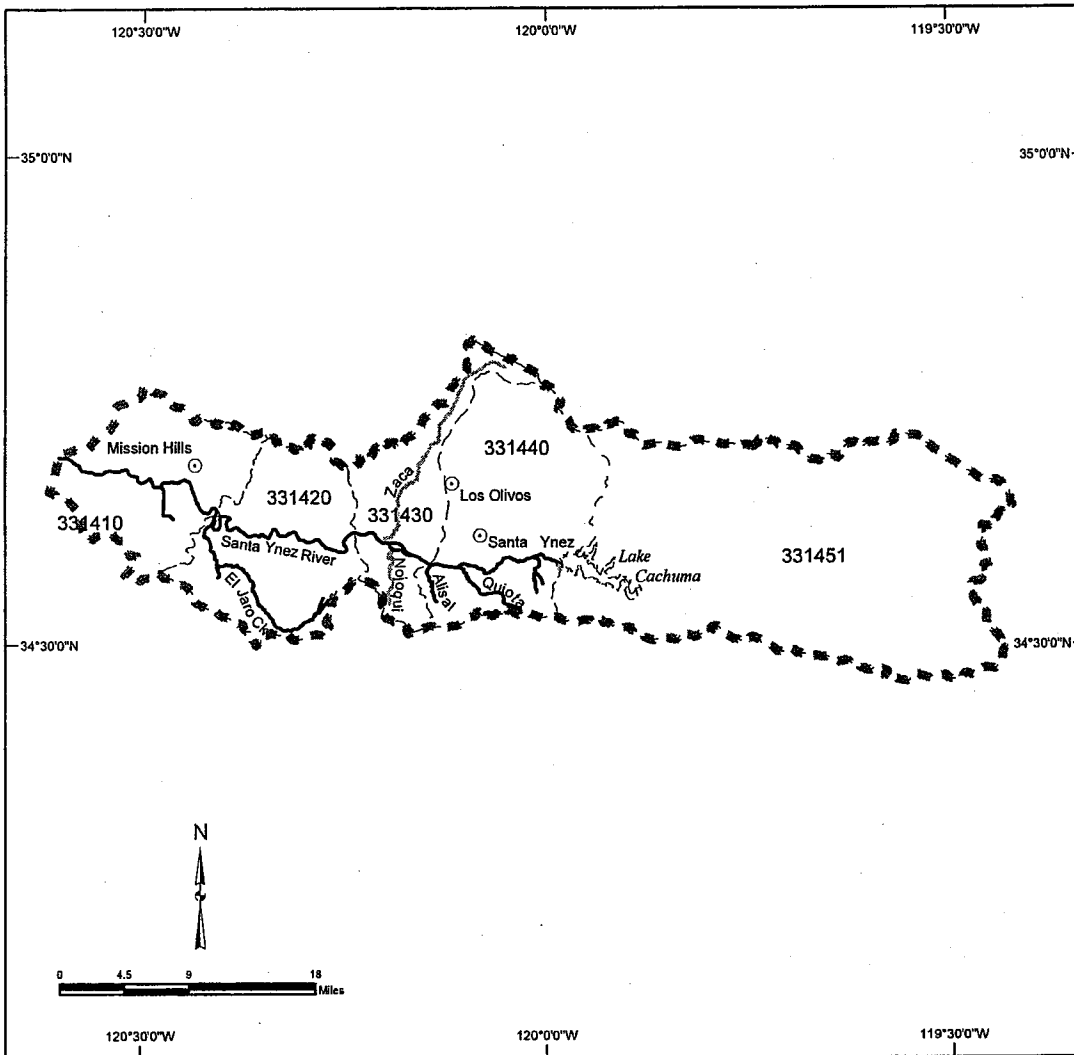 120°30'0"W 120°0'0"W 119°30'0"W
35°0'0"N 35°0'0"N
331440
Mission Hills
Zaca
Los Olivos
331420
331430
331410
Santa Ynez
Santa Ynez River
Lake
Cachuma
331451
Nojoqui
Alisal
Quiota
El Jaro Ck
34°30'0"N 34°30'0"N
N
0 4.5 9 18
Miles
120°30'0"W 120°0'0"W 119°30'0"W